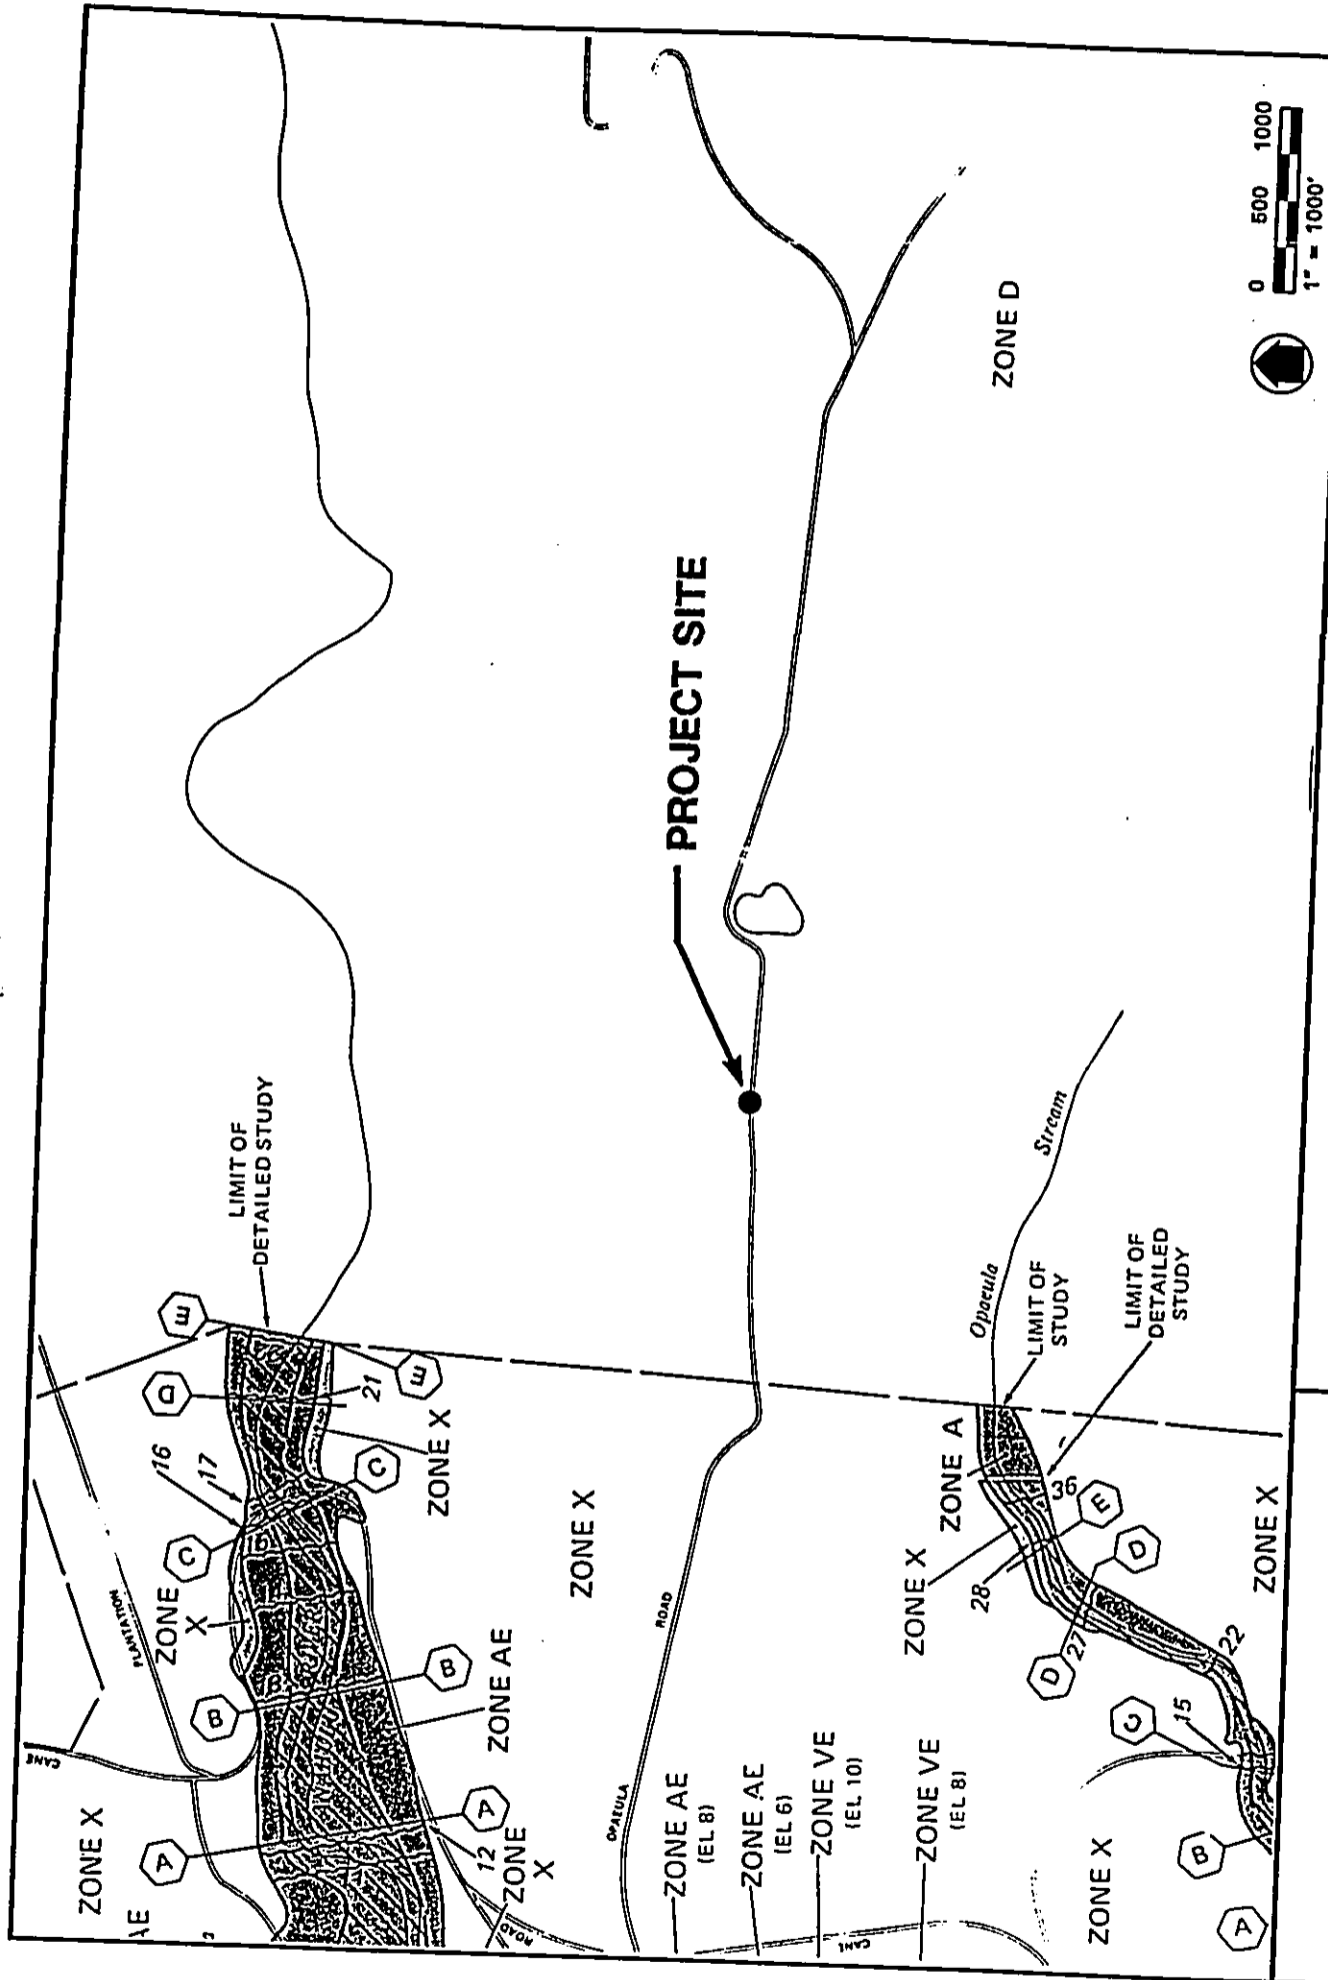 ZONE X
AE
CANE
PLANTATION
ZONE
X
16
17
LIMIT OF
DETAILED STUDY
A
B
C
D
E
A
B
C
E
12
21
ZONE X
ZONE AE
ZONE
X
ROAD
ZONE X
OPAEULA
ROAD
PROJECT SITE
ZONE AE
(EL 8)
ZONE AE
(EL 6)
ZONE VE
(EL 10)
ZONE VE
(EL 8)
ZONE X
ZONE A
Opaeula
Stream
LIMIT OF
STUDY
LIMIT OF
DETAILED
STUDY
28
36
E
D
D
27
22
C
15
B
A
ZONE X
ZONE X
ZONE D
0 500 1000
1" = 1000'